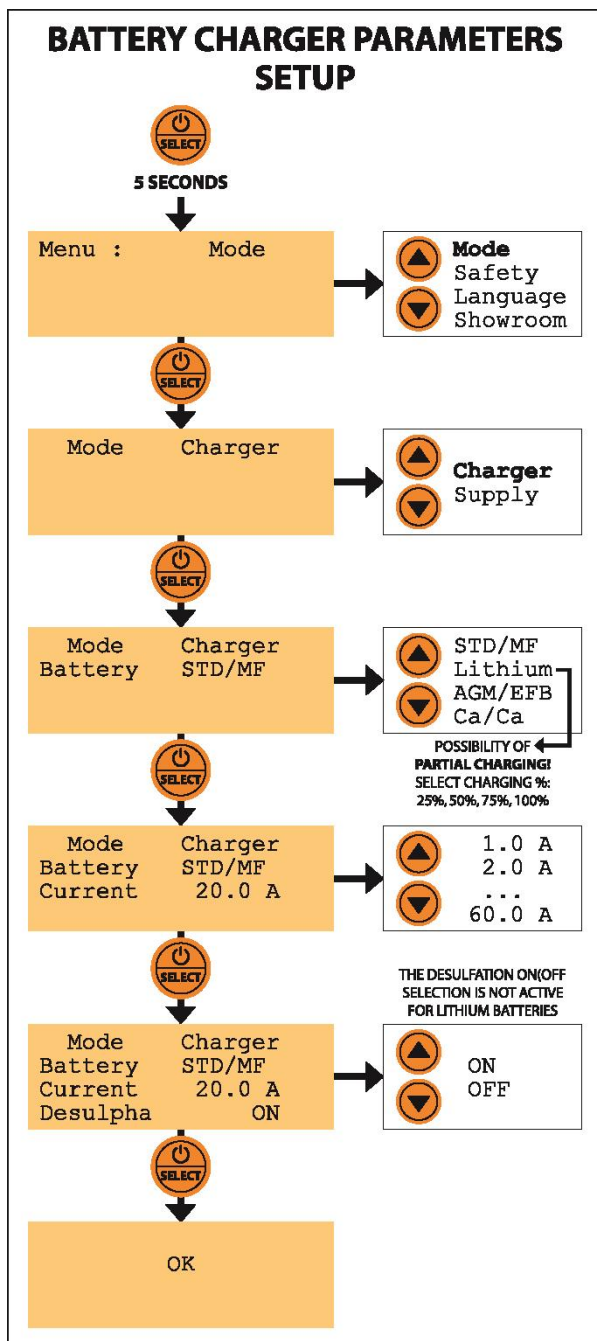 BATTERY CHARGER PARAMETERS
SETUP
SELECT
5 SECONDS
Menu : Mode
Mode
Safety
Language
Showroom
SELECT
Mode Charger
Charger
Supply
SELECT
Mode Charger
Battery STD/MF
STD/MF
Lithium
AGM/EFB
Ca/Ca
POSSIBILITY OF
PARTIAL CHARGING!
SELECT CHARGING %:
25%, 50%, 75%, 100%
SELECT
Mode Charger
Battery STD/MF
Current 20.0 A
1.0 A
2.0 A
...
60.0 A
SELECT
THE DESULFATION ON(OFF
SELECTION IS NOT ACTIVE
FOR LITHIUM BATTERIES
Mode Charger
Battery STD/MF
Current 20.0 A
Desulpha ON
ON
OFF
SELECT
OK